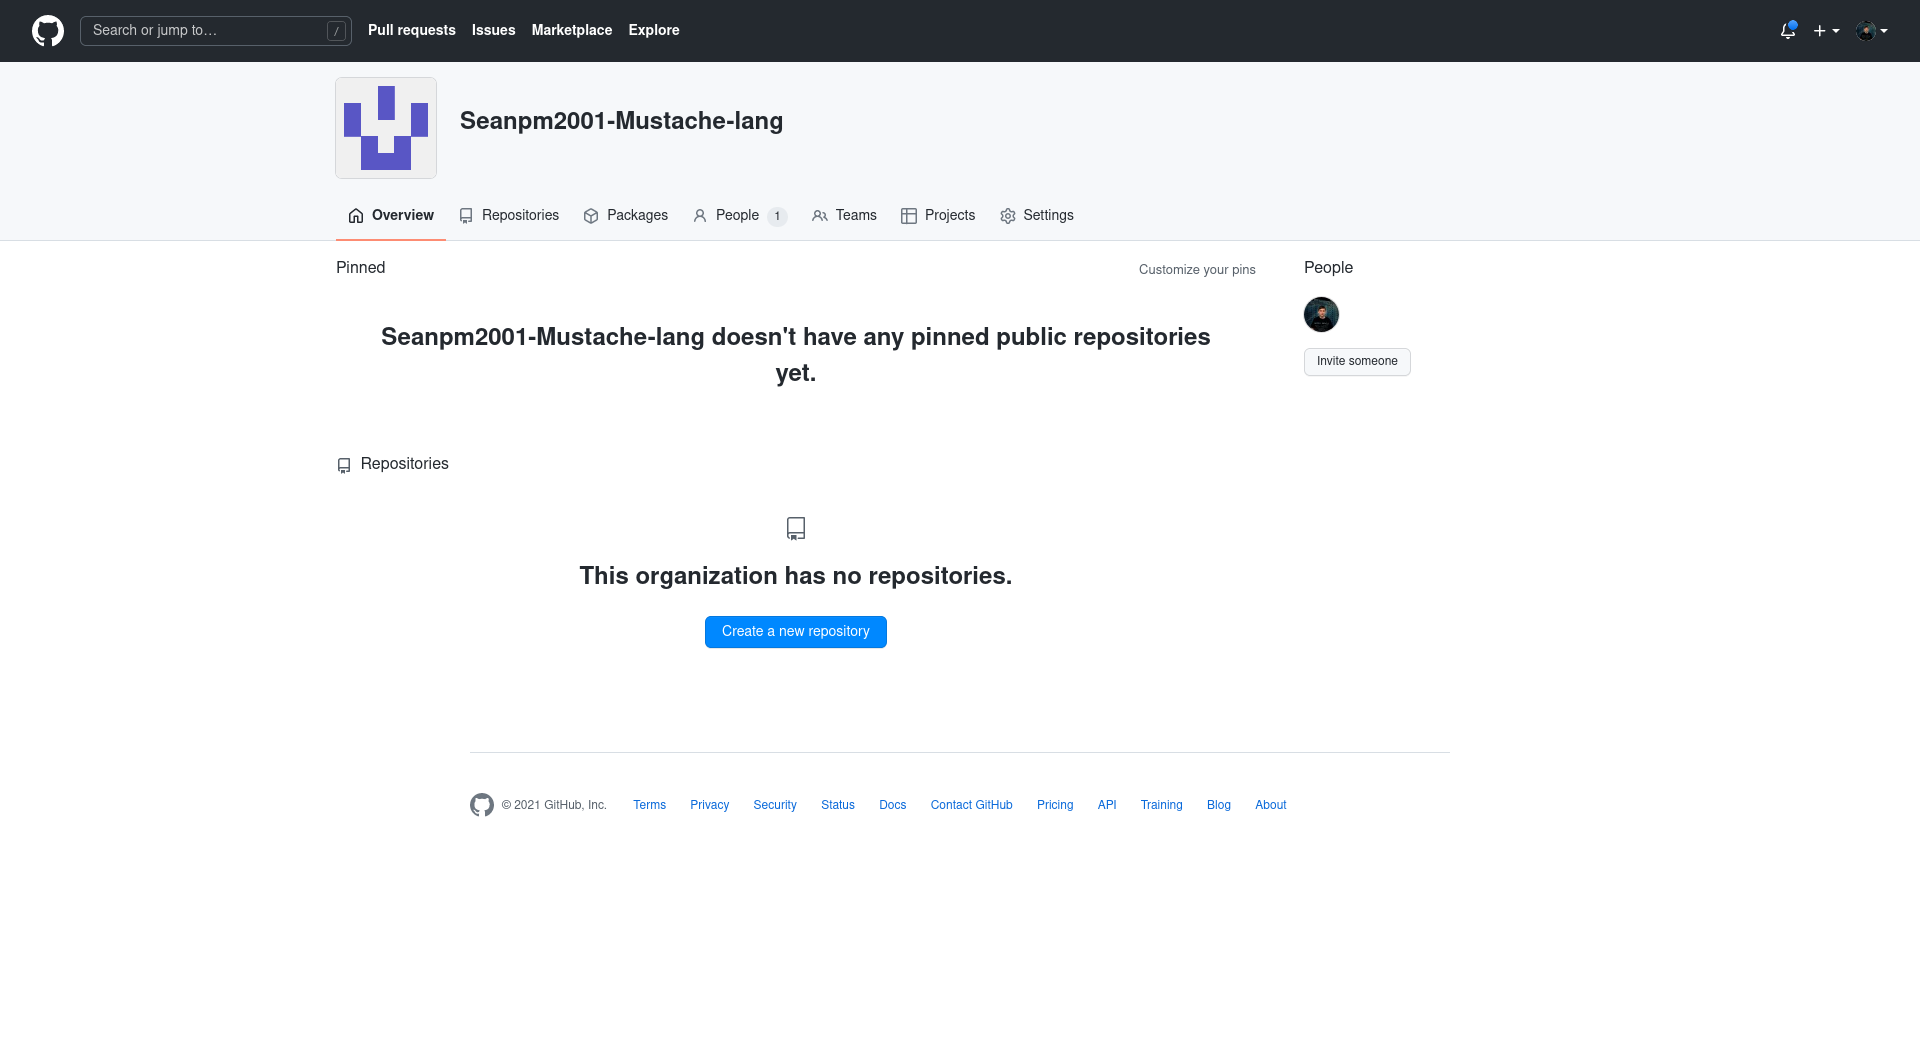 Search or jump to… /
Pull requests Issues Marketplace Explore
Seanpm2001-Mustache-lang
Overview Repositories Packages People 1 Teams Projects Settings
Pinned
Customize your pins
Seanpm2001-Mustache-lang doesn't have any pinned public repositories
yet.
People
Invite someone
Repositories
This organization has no repositories.
Create a new repository
© 2021 GitHub, Inc. Terms Privacy Security Status Docs Contact GitHub Pricing API Training Blog About